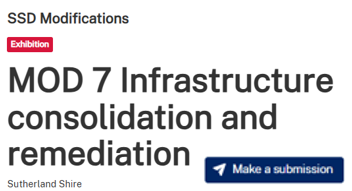 SSD Modifications
Exhibition
MOD 7 Infrastructure
consolidation and
remediation
Make a submission
Sutherland Shire